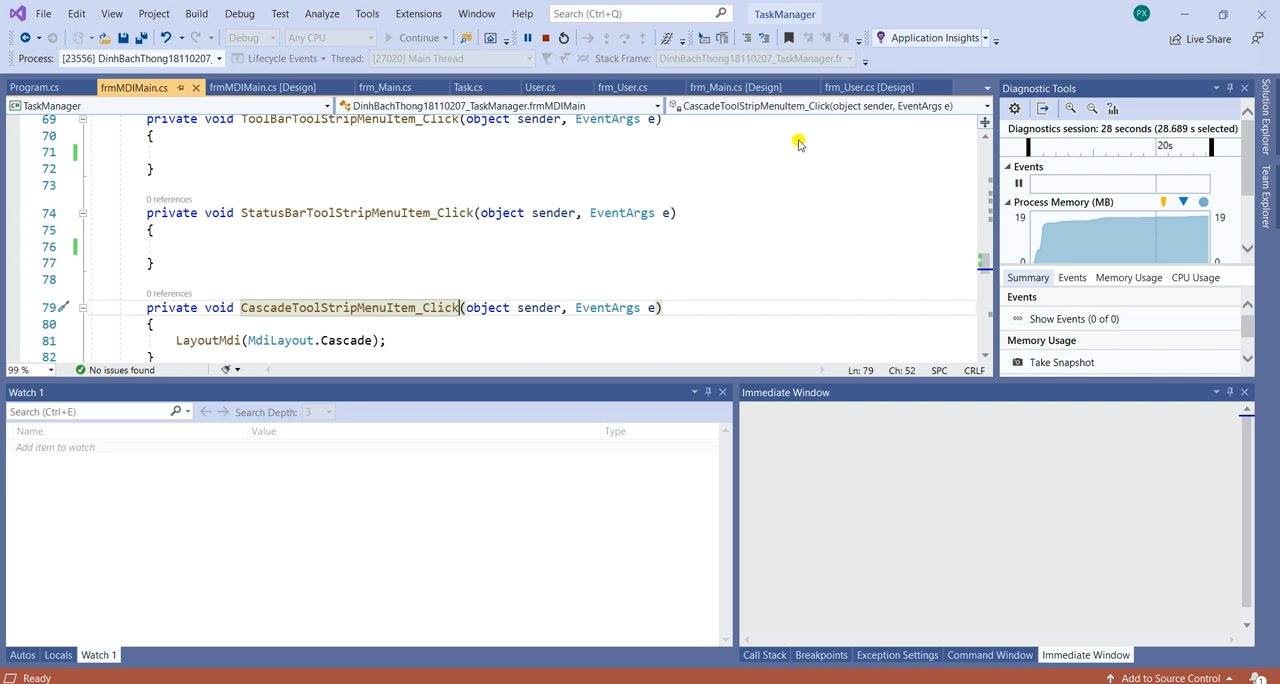 File Edit View Project Build Debug Test Analyze Tools Extensions Window Help Search (Ctrl+Q) TaskManager PX
Debug Any CPU Continue Application Insights Live Share
Process: [23556] DinhBachThong18110207_ Lifecycle Events Thread: [27020] Main Thread Stack Frame: DinhBachThong18110207_TaskManager.fr
Program.cs frmMDIMain.cs frmMDIMain.cs [Design] frm_Main.cs Task.cs User.cs frm_User.cs frm_Main.cs [Design] frm_User.cs [Design]
TaskManager DinhBachThong18110207_TaskManager.frmMDIMain CascadeToolStripMenuItem_Click(object sender, EventArgs e)
69 private void ToolBarToolStripMenuItem_Click(object sender, EventArgs e)
70 {
71
72 }
73
0 references
74 private void StatusBarToolStripMenuItem_Click(object sender, EventArgs e)
75 {
76
77 }
78
0 references
79 private void CascadeToolStripMenuItem_Click(object sender, EventArgs e)
80 {
81 LayoutMdi(MdiLayout.Cascade);
82 }
99 % No issues found Ln: 79 Ch: 52 SPC CRLF
Diagnostic Tools
Diagnostics session: 28 seconds (28.689 s selected)
20s
Events
Process Memory (MB)
19 19
0 0
Summary Events Memory Usage CPU Usage
Events
Show Events (0 of 0)
Memory Usage
Take Snapshot
Solution Explorer
Team Explorer
Watch 1
Search (Ctrl+E) Search Depth: 3
Name Value Type
Add item to watch
Autos Locals Watch 1
Immediate Window
Call Stack Breakpoints Exception Settings Command Window Immediate Window
Ready Add to Source Control 1